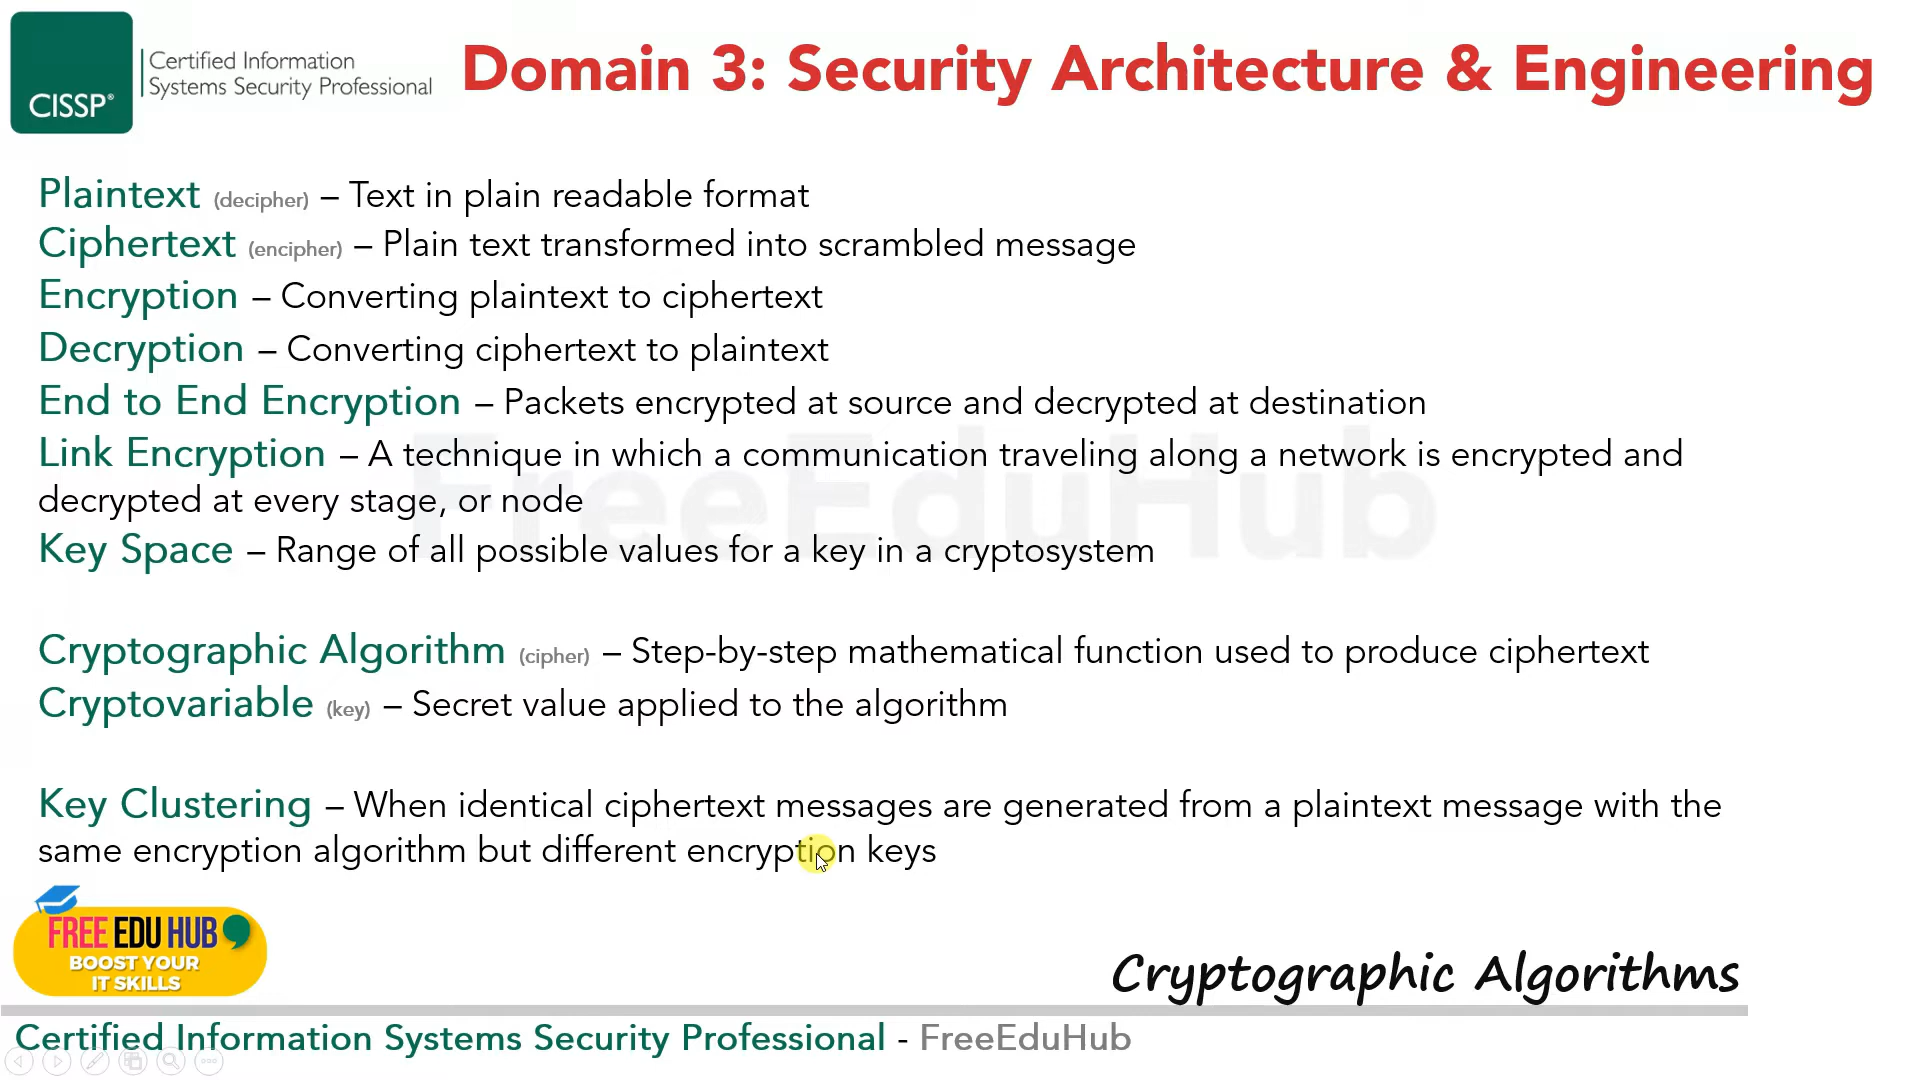 CISSP®
Certified Information
Systems Security Professional
Domain 3: Security Architecture & Engineering
Plaintext (decipher) – Text in plain readable format
Ciphertext (encipher) – Plain text transformed into scrambled message
Encryption – Converting plaintext to ciphertext
Decryption – Converting ciphertext to plaintext
End to End Encryption – Packets encrypted at source and decrypted at destination
Link Encryption – A technique in which a communication traveling along a network is encrypted and
decrypted at every stage, or node
FreeEduHub
Key Space – Range of all possible values for a key in a cryptosystem
Cryptographic Algorithm (cipher) – Step-by-step mathematical function used to produce ciphertext
Cryptovariable (key) – Secret value applied to the algorithm
Key Clustering – When identical ciphertext messages are generated from a plaintext message with the
same encryption algorithm but different encryption keys
FREE EDU HUB
BOOST YOUR
IT SKILLS
Cryptographic Algorithms
Certified Information Systems Security Professional - FreeEduHub